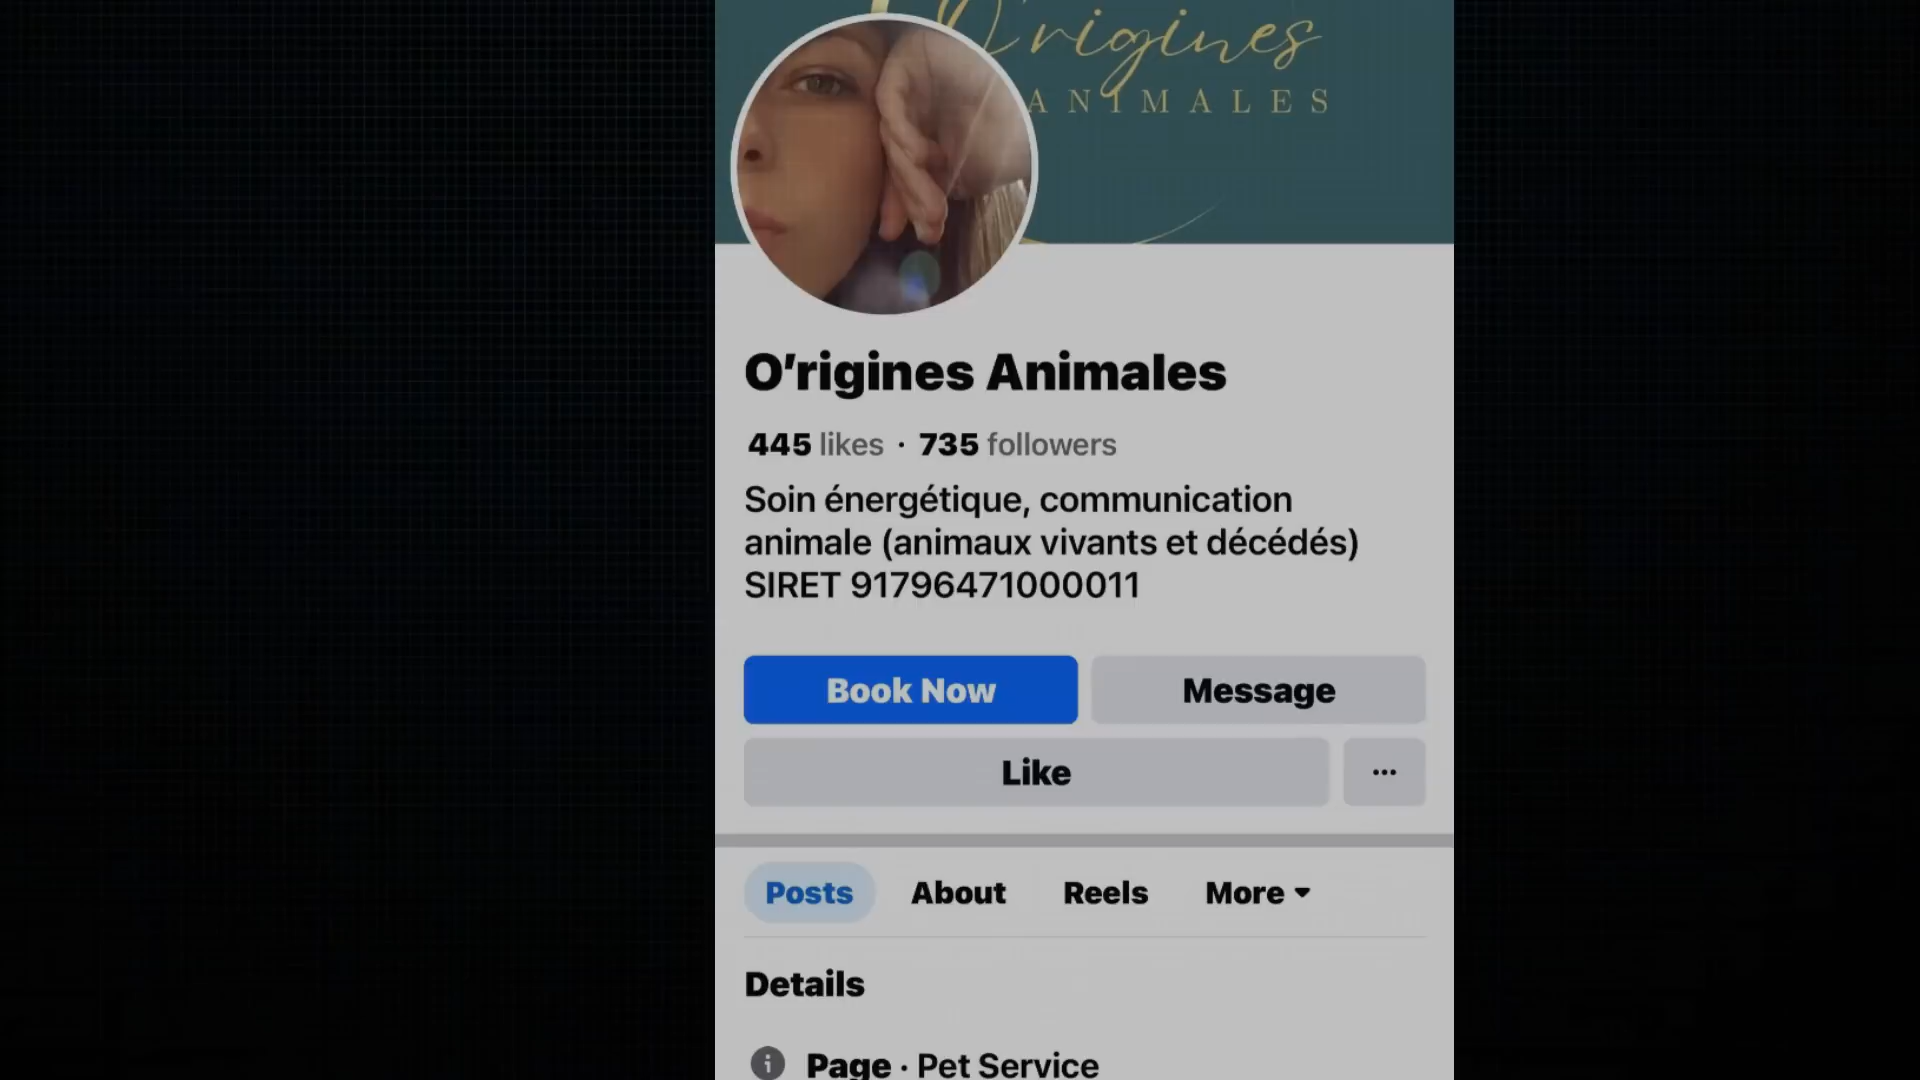 O'rigines
ANIMALES
O'rigines Animales
445 likes · 735 followers
Soin énergétique, communication
animale (animaux vivants et décédés)
SIRET 91796471000011
Book Now
Message
Like
Posts
About
Reels
More
Details
Page · Pet Service